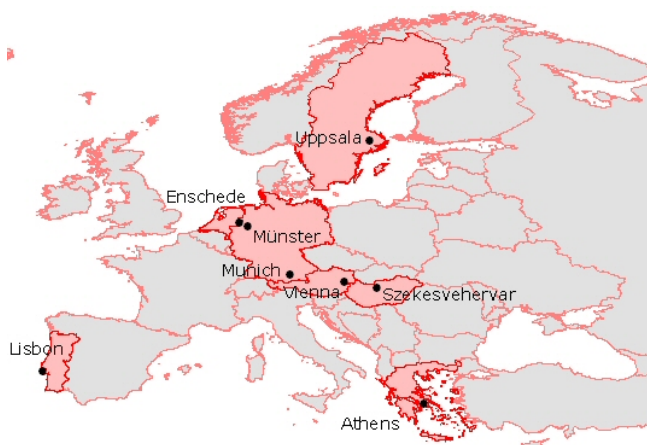 Uppsala
Enschede
Münster
Munich
Vienna
Szekesvehervar
Lisbon
Athens